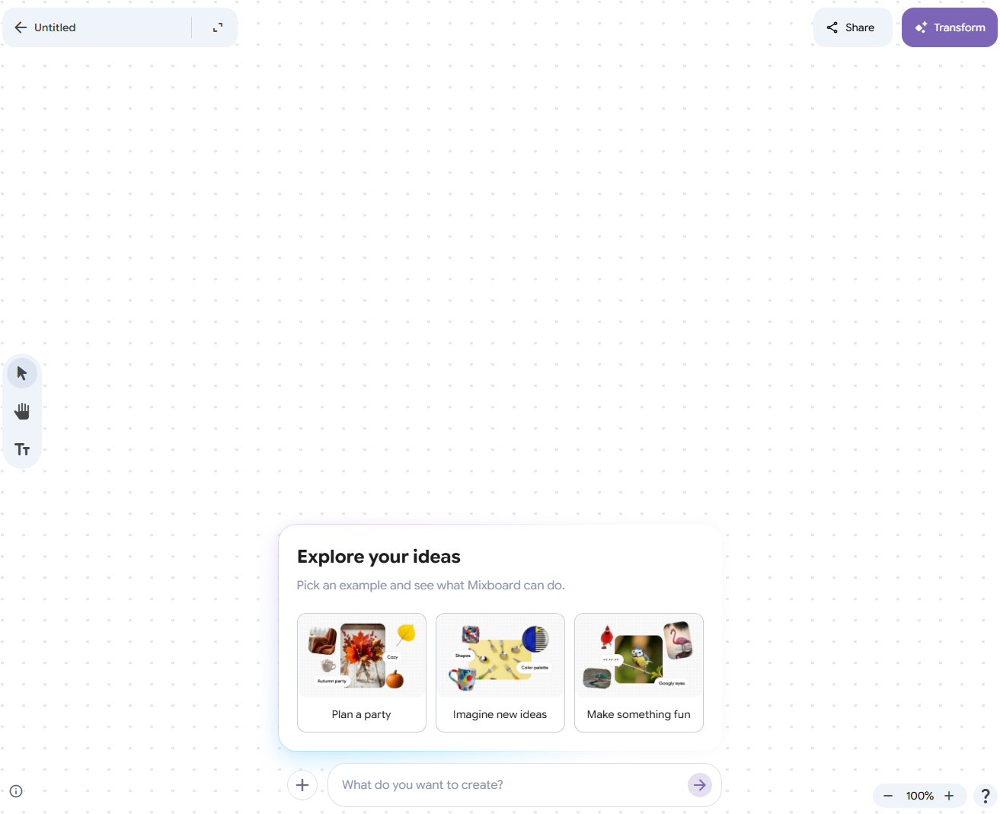 Untitled
Share
Transform
Explore your ideas
Pick an example and see what Mixboard can do.
Cozy
Autumn party
Plan a party
Shapes
Color palette
Imagine new ideas
Googly eyes
Make something fun
What do you want to create?
100%